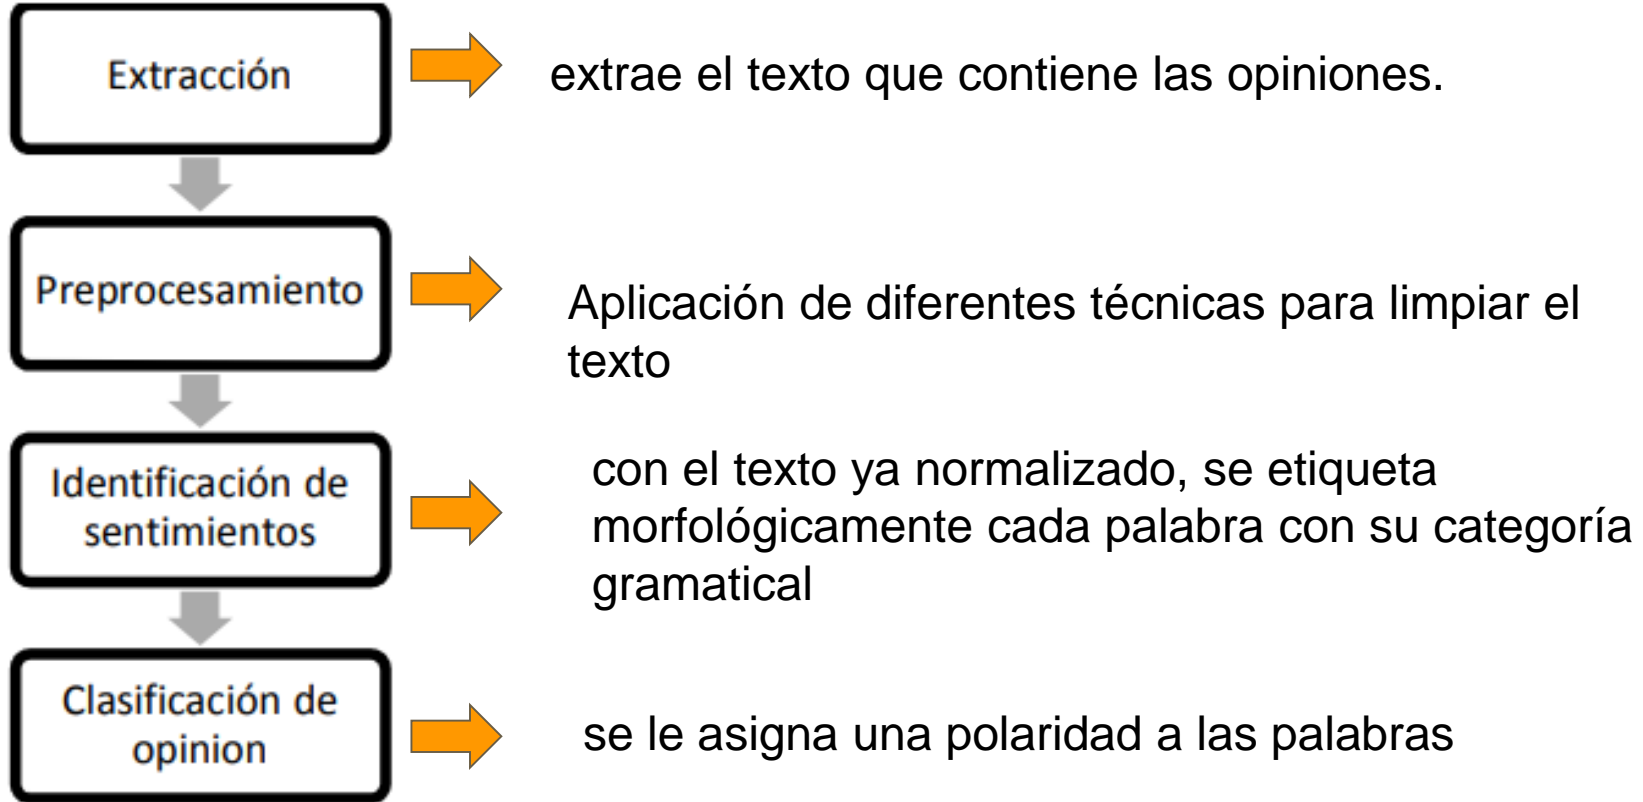 Extracción
extrae el texto que contiene las opiniones.
Preprocesamiento
Aplicación de diferentes técnicas para limpiar el
texto
Identificación de
sentimientos
con el texto ya normalizado, se etiqueta
morfológicamente cada palabra con su categoría
gramatical
Clasificación de
opinion
se le asigna una polaridad a las palabras